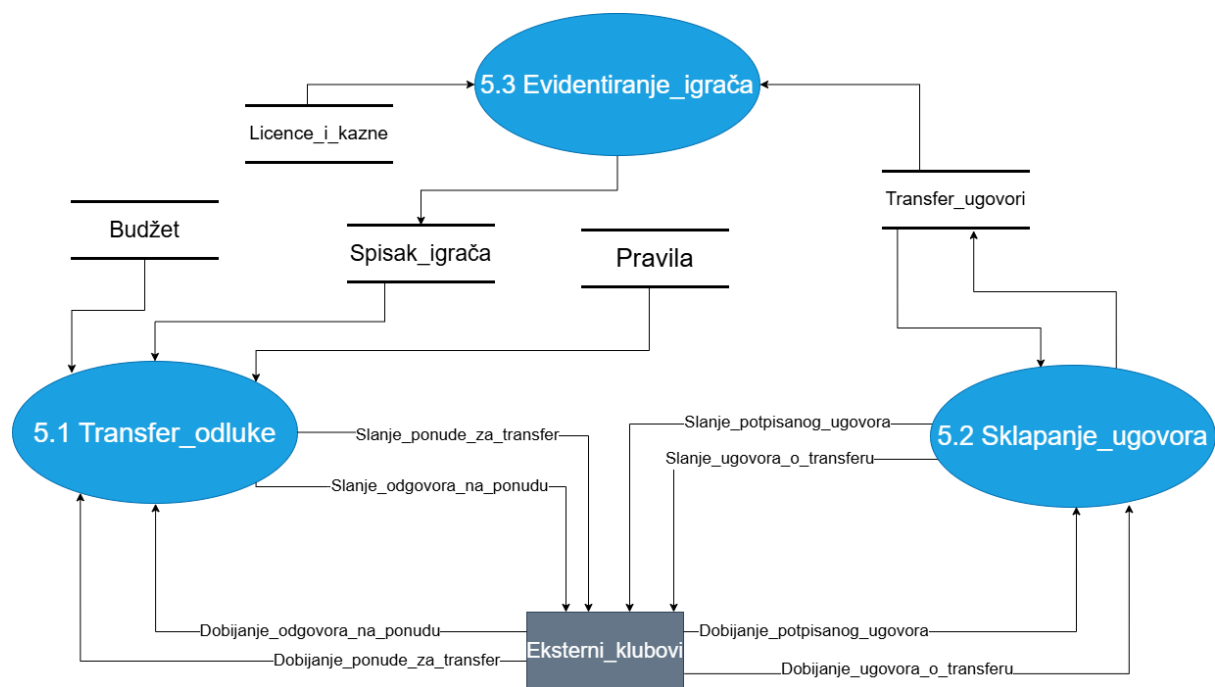 5.3 Evidentiranje_igrača
Licence_i_kazne
Transfer_ugovori
Budžet
Spisak_igrača
Pravila
5.1 Transfer_odluke
5.2 Sklapanje_ugovora
Slanje_ponude_za_transfer
Slanje_potpisanog_ugovora
Slanje_ugovora_o_transferu
Slanje_odgovora_na_ponudu
Dobijanje_odgovora_na_ponudu
Dobijanje_potpisanog_ugovora
Eksterni_klubovi
Dobijanje_ponude_za_transfer
Dobijanje_ugovora_o_transferu